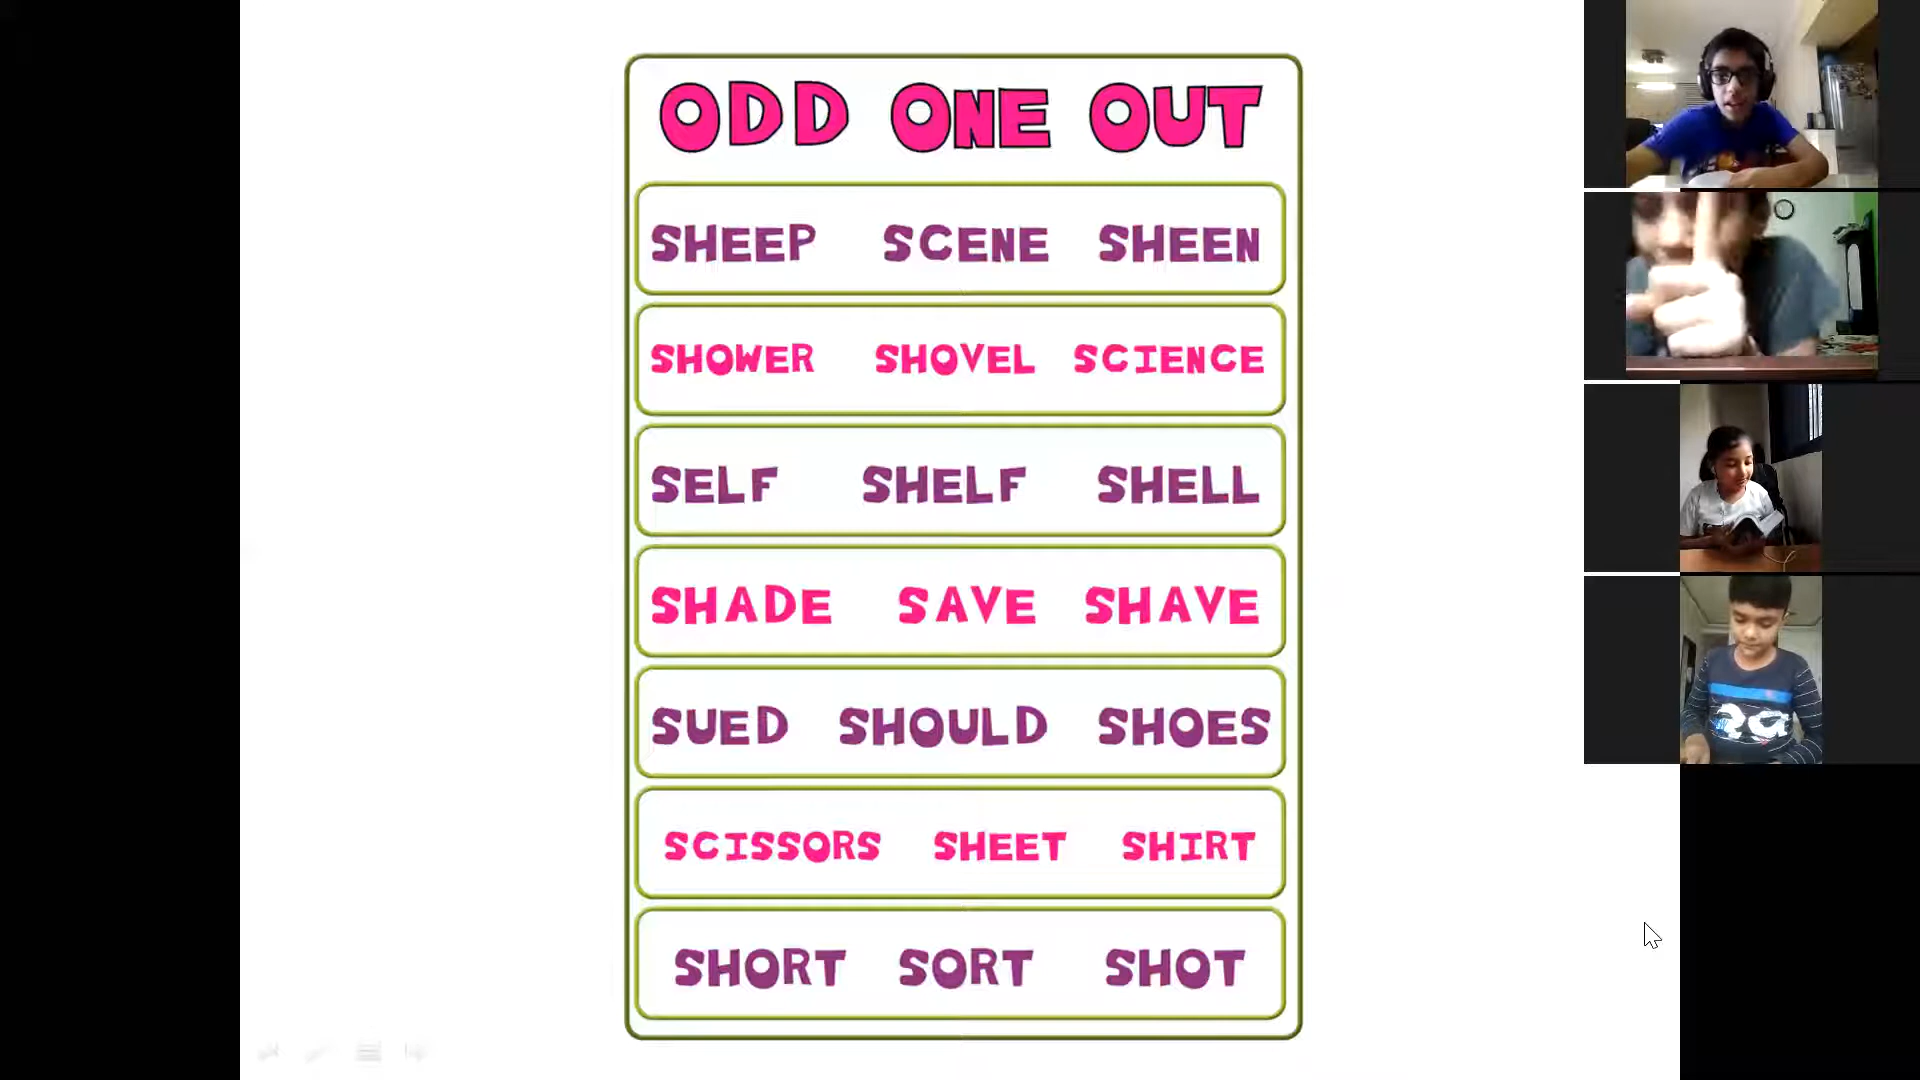 ODD ONE OUT
SHEEP SCENE SHEEN
SHOWER SHOVEL SCIENCE
SELF SHELF SHELL
SHADE SAVE SHAVE
SUED SHOULD SHOES
SCISSORS SHEET SHIRT
SHORT SORT SHOT